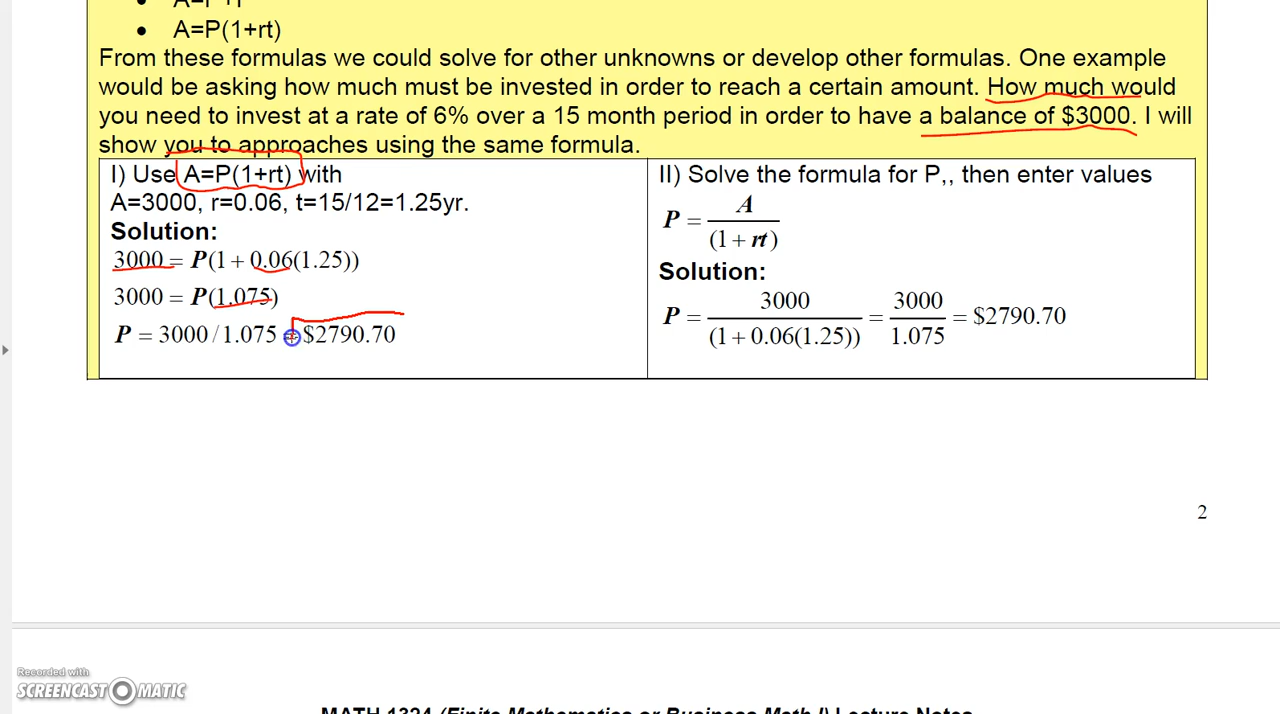 • A=P+I
• A=P(1+rt)
From these formulas we could solve for other unknowns or develop other formulas. One example
would be asking how much must be invested in order to reach a certain amount. How much would
you need to invest at a rate of 6% over a 15 month period in order to have a balance of $3000. I will
show you to approaches using the same formula.
I) Use A=P(1+rt) with
A=3000, r=0.06, t=15/12=1.25yr.
Solution:
3000 = P(1 + 0.06(1.25))
3000 = P(1.075)
P = 3000 / 1.075 = $2790.70
II) Solve the formula for P,, then enter values
P = A / (1 + rt)
Solution:
P = 3000 / (1 + 0.06(1.25)) = 3000 / 1.075 = $2790.70
2
Recorded with
SCREENCAST-O-MATIC
MATH 1324 (Finite Mathematics or Business Math I) Lecture Notes